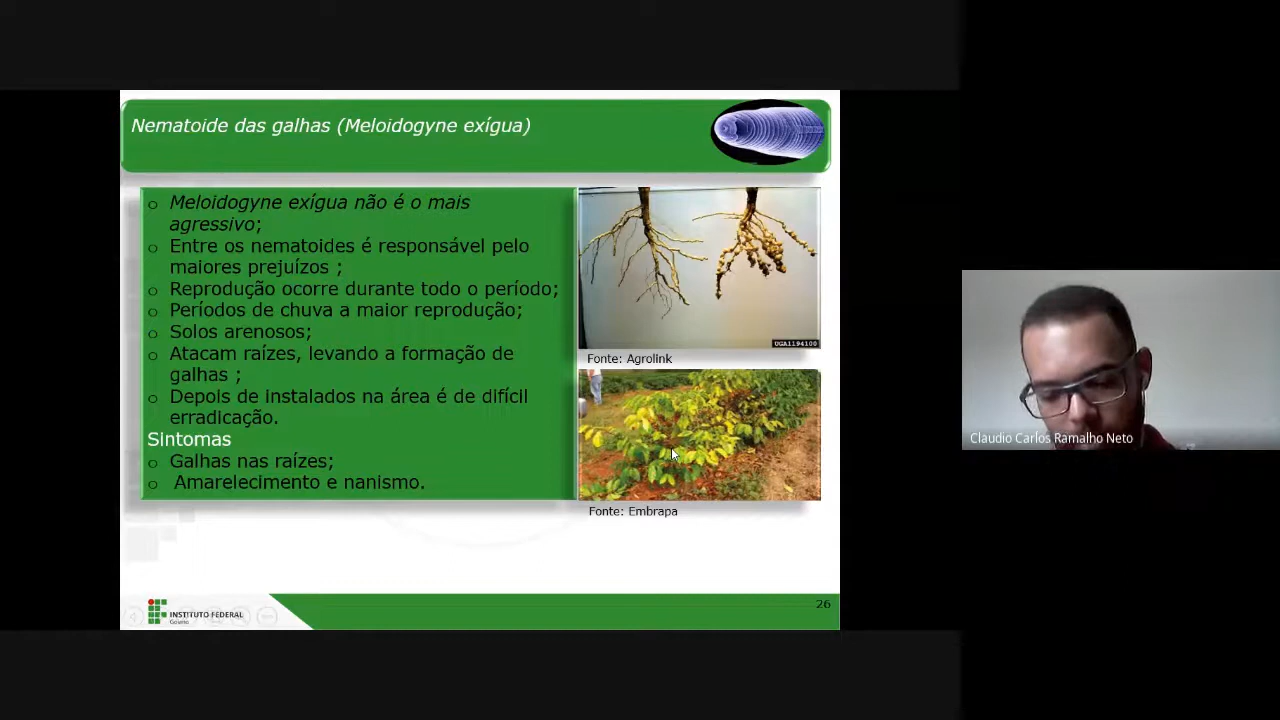 Nematoide das galhas (Meloidogyne exígua)
o Meloidogyne exígua não é o mais
agressivo;
o Entre os nematoides é responsável pelo
maiores prejuízos ;
o Reprodução ocorre durante todo o período;
o Períodos de chuva a maior reprodução;
o Solos arenosos;
o Atacam raízes, levando a formação de
galhas ;
o Depois de instalados na área é de difícil
erradicação.
Sintomas
o Galhas nas raízes;
o Amarelecimento e nanismo.
UGA1194100
Fonte: Agrolink
Fonte: Embrapa
INSTITUTO FEDERAL
Goiano
26
Claudio Carlos Ramalho Neto